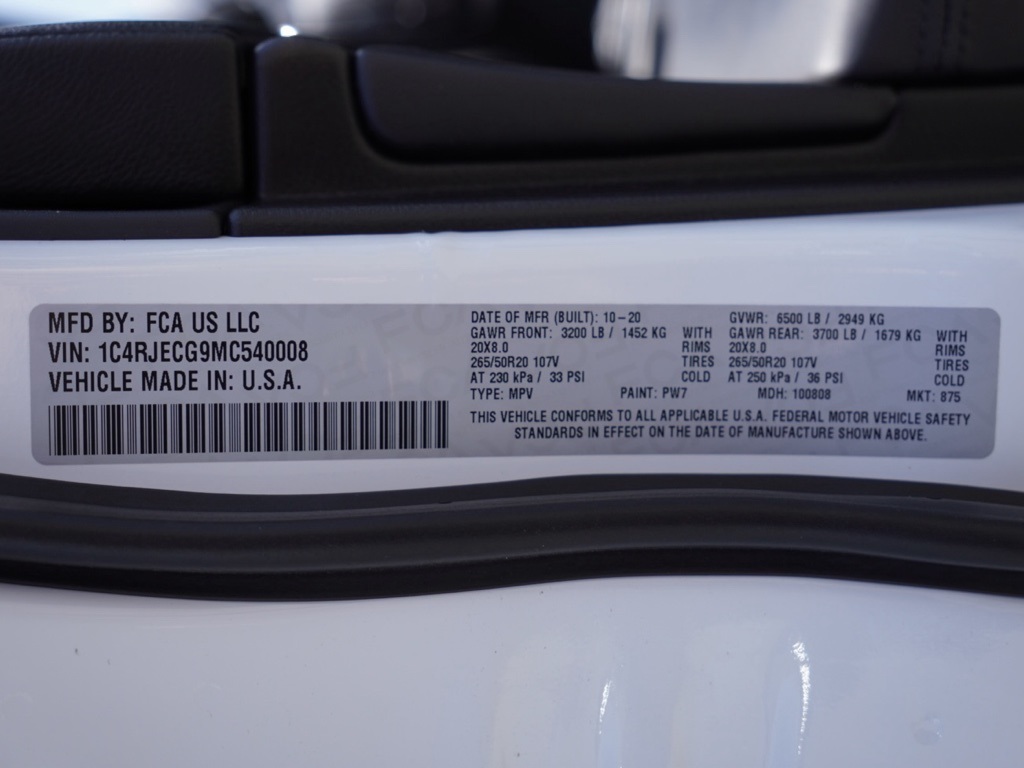 MFD BY: FCA US LLC
VIN: 1C4RJECG9MC540008
VEHICLE MADE IN: U.S.A.
DATE OF MFR (BUILT): 10-20
GVWR: 6500 LB / 2949 KG
GAWR FRONT: 3200 LB / 1452 KG WITH
20X8.0 RIMS
265/50R20 107V TIRES
AT 230 kPa / 33 PSI COLD
GAWR REAR: 3700 LB / 1679 KG WITH
20X8.0 RIMS
265/50R20 107V TIRES
AT 250 kPa / 36 PSI COLD
TYPE: MPV PAINT: PW7 MDH: 100808 MKT: 875
THIS VEHICLE CONFORMS TO ALL APPLICABLE U.S.A. FEDERAL MOTOR VEHICLE SAFETY
STANDARDS IN EFFECT ON THE DATE OF MANUFACTURE SHOWN ABOVE.